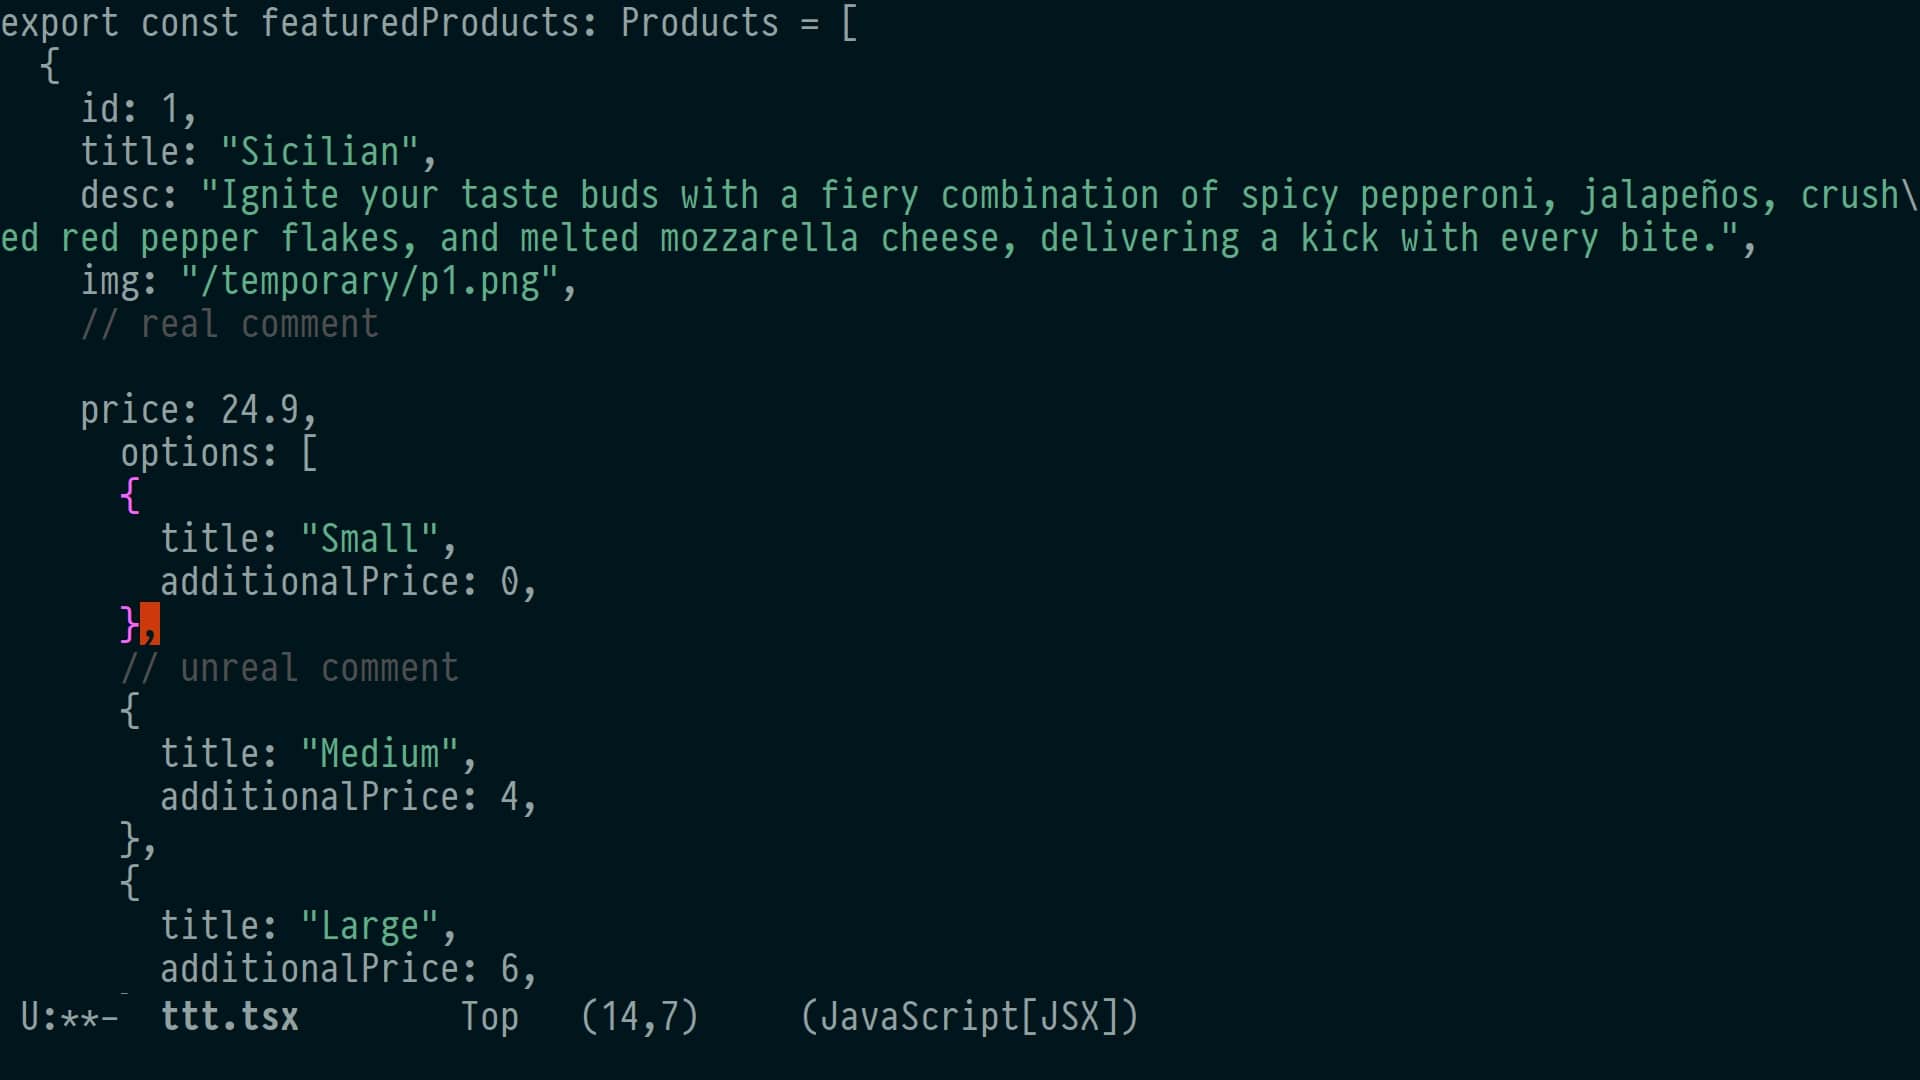 export const featuredProducts: Products = [
  {
    id: 1,
    title: "Sicilian",
    desc: "Ignite your taste buds with a fiery combination of spicy pepperoni, jalapeños, crush\
ed red pepper flakes, and melted mozzarella cheese, delivering a kick with every bite.",
    img: "/temporary/p1.png",
    // real comment

    price: 24.9,
      options: [
      {
        title: "Small",
        additionalPrice: 0,
      },
      // unreal comment
      {
        title: "Medium",
        additionalPrice: 4,
      },
      {
        title: "Large",
        additionalPrice: 6,
 U:**-  ttt.tsx        Top   (14,7)     (JavaScript[JSX])